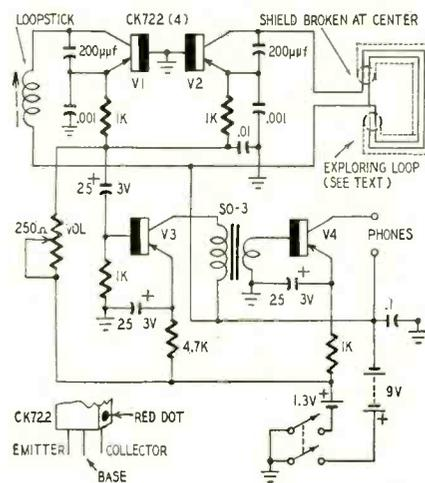 LOOPSTICK
CK722 (4)
SHIELD BROKEN AT CENTER
200µµf
200µµf
V1
V2
.001
1K
1K
.01
.001
EXPLORING LOOP
(SEE TEXT)
25
+
3V
SO-3
250Ω
VOL
V3
V4
PHONES
1K
+
25
3V
+
25
3V
.1
4.7K
1K
1.3V
+
9V
+
CK722
RED DOT
EMITTER
COLLECTOR
BASE